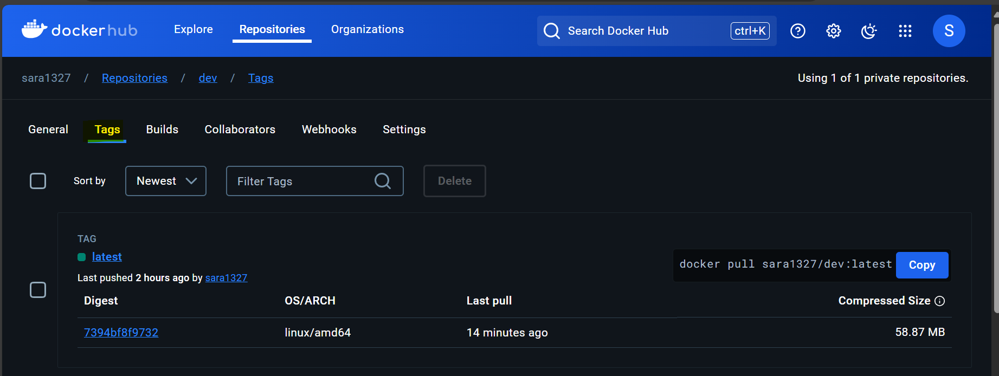 docker hub Explore Repositories Organizations Search Docker Hub ctrl+K S
sara1327 / Repositories / dev / Tags Using 1 of 1 private repositories.
General Tags Builds Collaborators Webhooks Settings
Sort by Newest Filter Tags Delete
TAG
latest
docker pull sara1327/dev:latest Copy
Last pushed 2 hours ago by sara1327
Digest OS/ARCH Last pull Compressed Size
7394bf8f9732 linux/amd64 14 minutes ago 58.87 MB